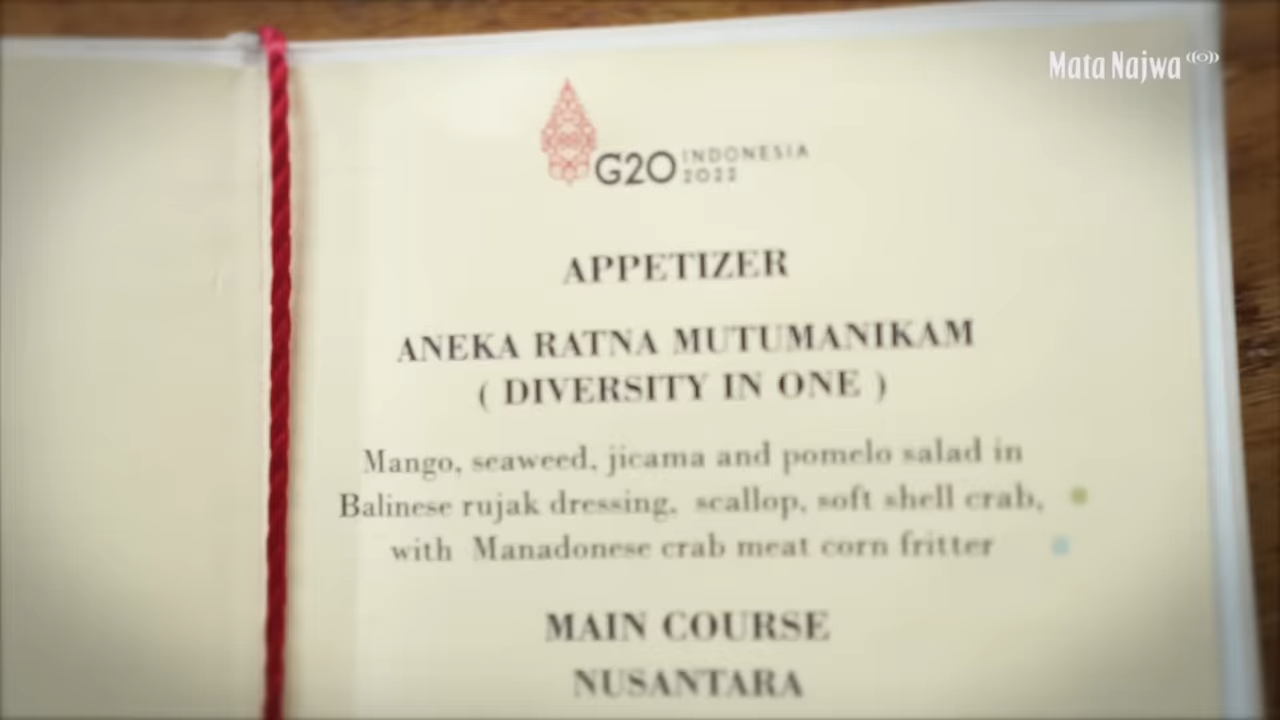 Mata Najwa
G20 INDONESIA
2022
APPETIZER
ANEKA RATNA MUTUMANIKAM
( DIVERSITY IN ONE )
Mango, seaweed, jicama and pomelo salad in
Balinese rujak dressing, scallop, soft shell crab,
with Manadonese crab meat corn fritter
MAIN COURSE
NUSANTARA